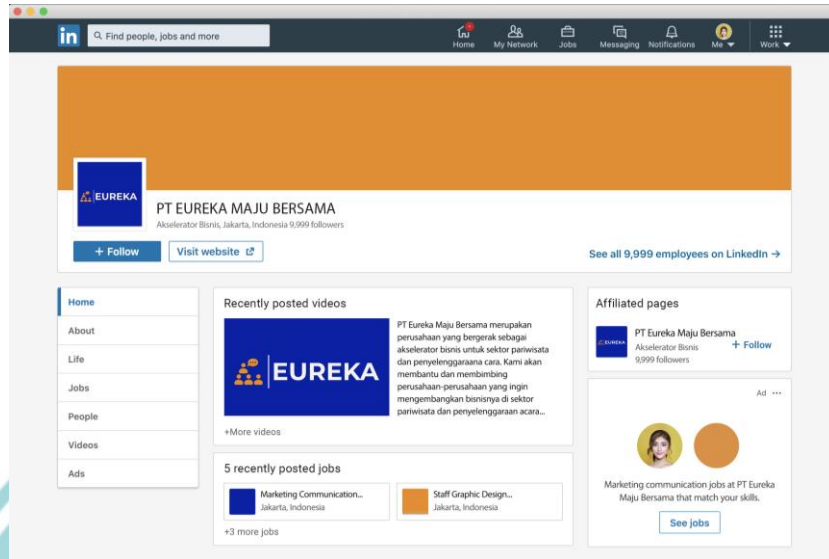 in
Find people, jobs and more
Home
My Network
Jobs
Messaging
Notifications
Me
Work
EUREKA
PT EUREKA MAJU BERSAMA
Akselerator Bisnis, Jakarta, Indonesia 9,999 followers
+ Follow
Visit website
See all 9,999 employees on LinkedIn →
Home
About
Life
Jobs
People
Videos
Ads
Recently posted videos
EUREKA
PT Eureka Maju Bersama merupakan
perusahaan yang bergerak sebagai
akselerator bisnis untuk sektor pariwisata
dan penyelenggaraana cara. Kami akan
membantu dan membimbing
perusahaan-perusahaan yang ingin
mengembangkan bisnisnya di sektor
pariwisata dan penyelenggaraan acara...
+More videos
5 recently posted jobs
Marketing Communication...
Jakarta, Indonesia
Staff Graphic Design...
Jakarta, Indonesia
+3 more jobs
Affiliated pages
EUREKA
PT Eureka Maju Bersama
Akselerator Bisnis
+ Follow
9,999 followers
Ad
Marketing communication jobs at PT Eureka
Maju Bersama that match your skills.
See jobs